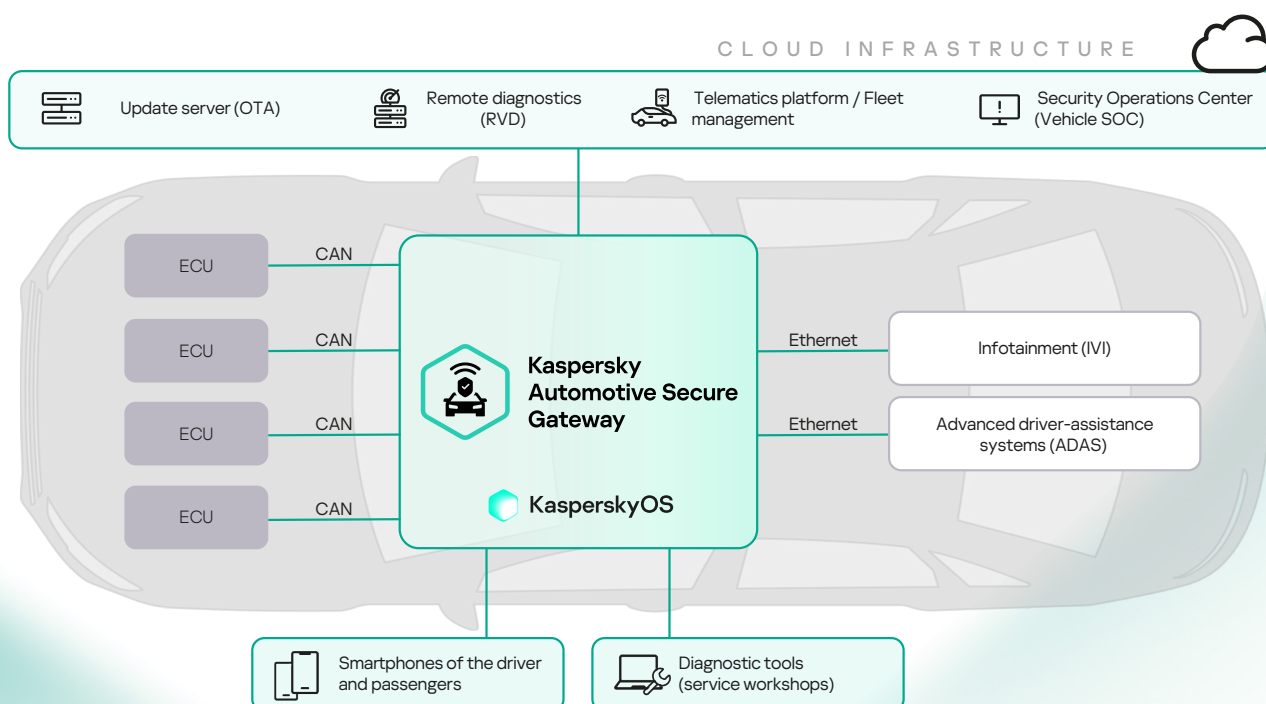 CLOUD INFRASTRUCTURE
Update server (OTA)
Remote diagnostics
(RVD)
Telematics platform / Fleet
management
Security Operations Center
(Vehicle SOC)
ECU
CAN
ECU
CAN
ECU
CAN
ECU
CAN
Kaspersky
Automotive Secure
Gateway
KasperskyOS
Ethernet
Infotainment (IVI)
Ethernet
Advanced driver-assistance
systems (ADAS)
Smartphones of the driver
and passengers
Diagnostic tools
(service workshops)